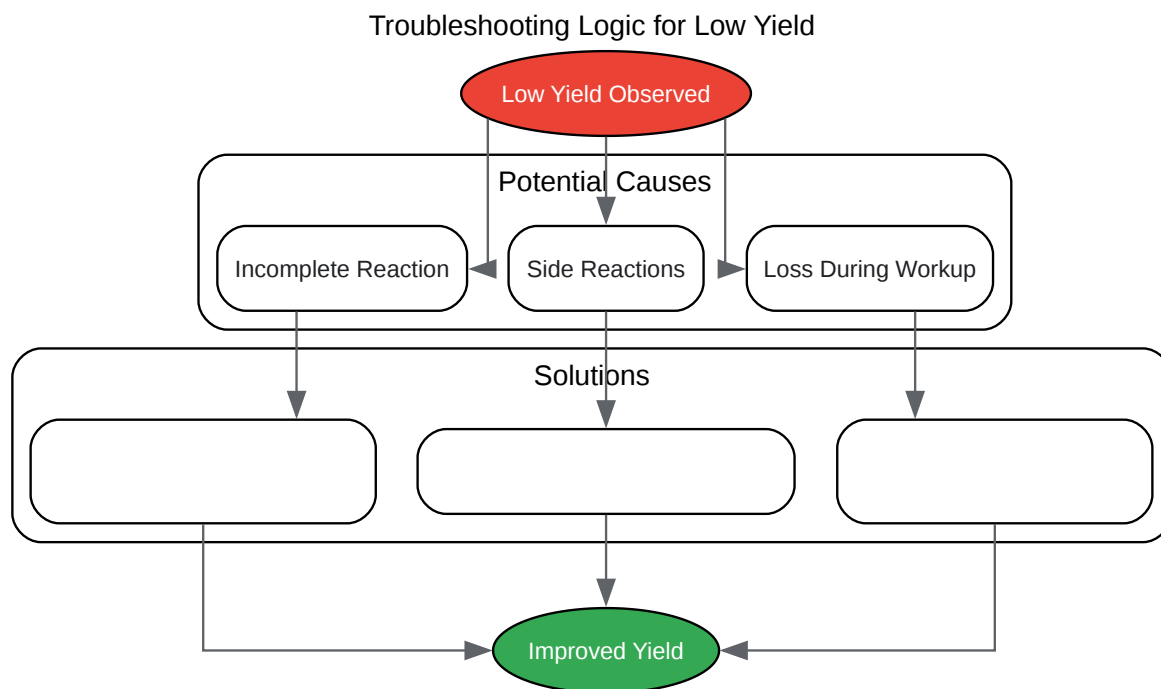 Troubleshooting Logic for Low Yield
Low Yield Observed
Potential Causes
Incomplete Reaction
Side Reactions
Loss During Workup
Solutions
Improved Yield